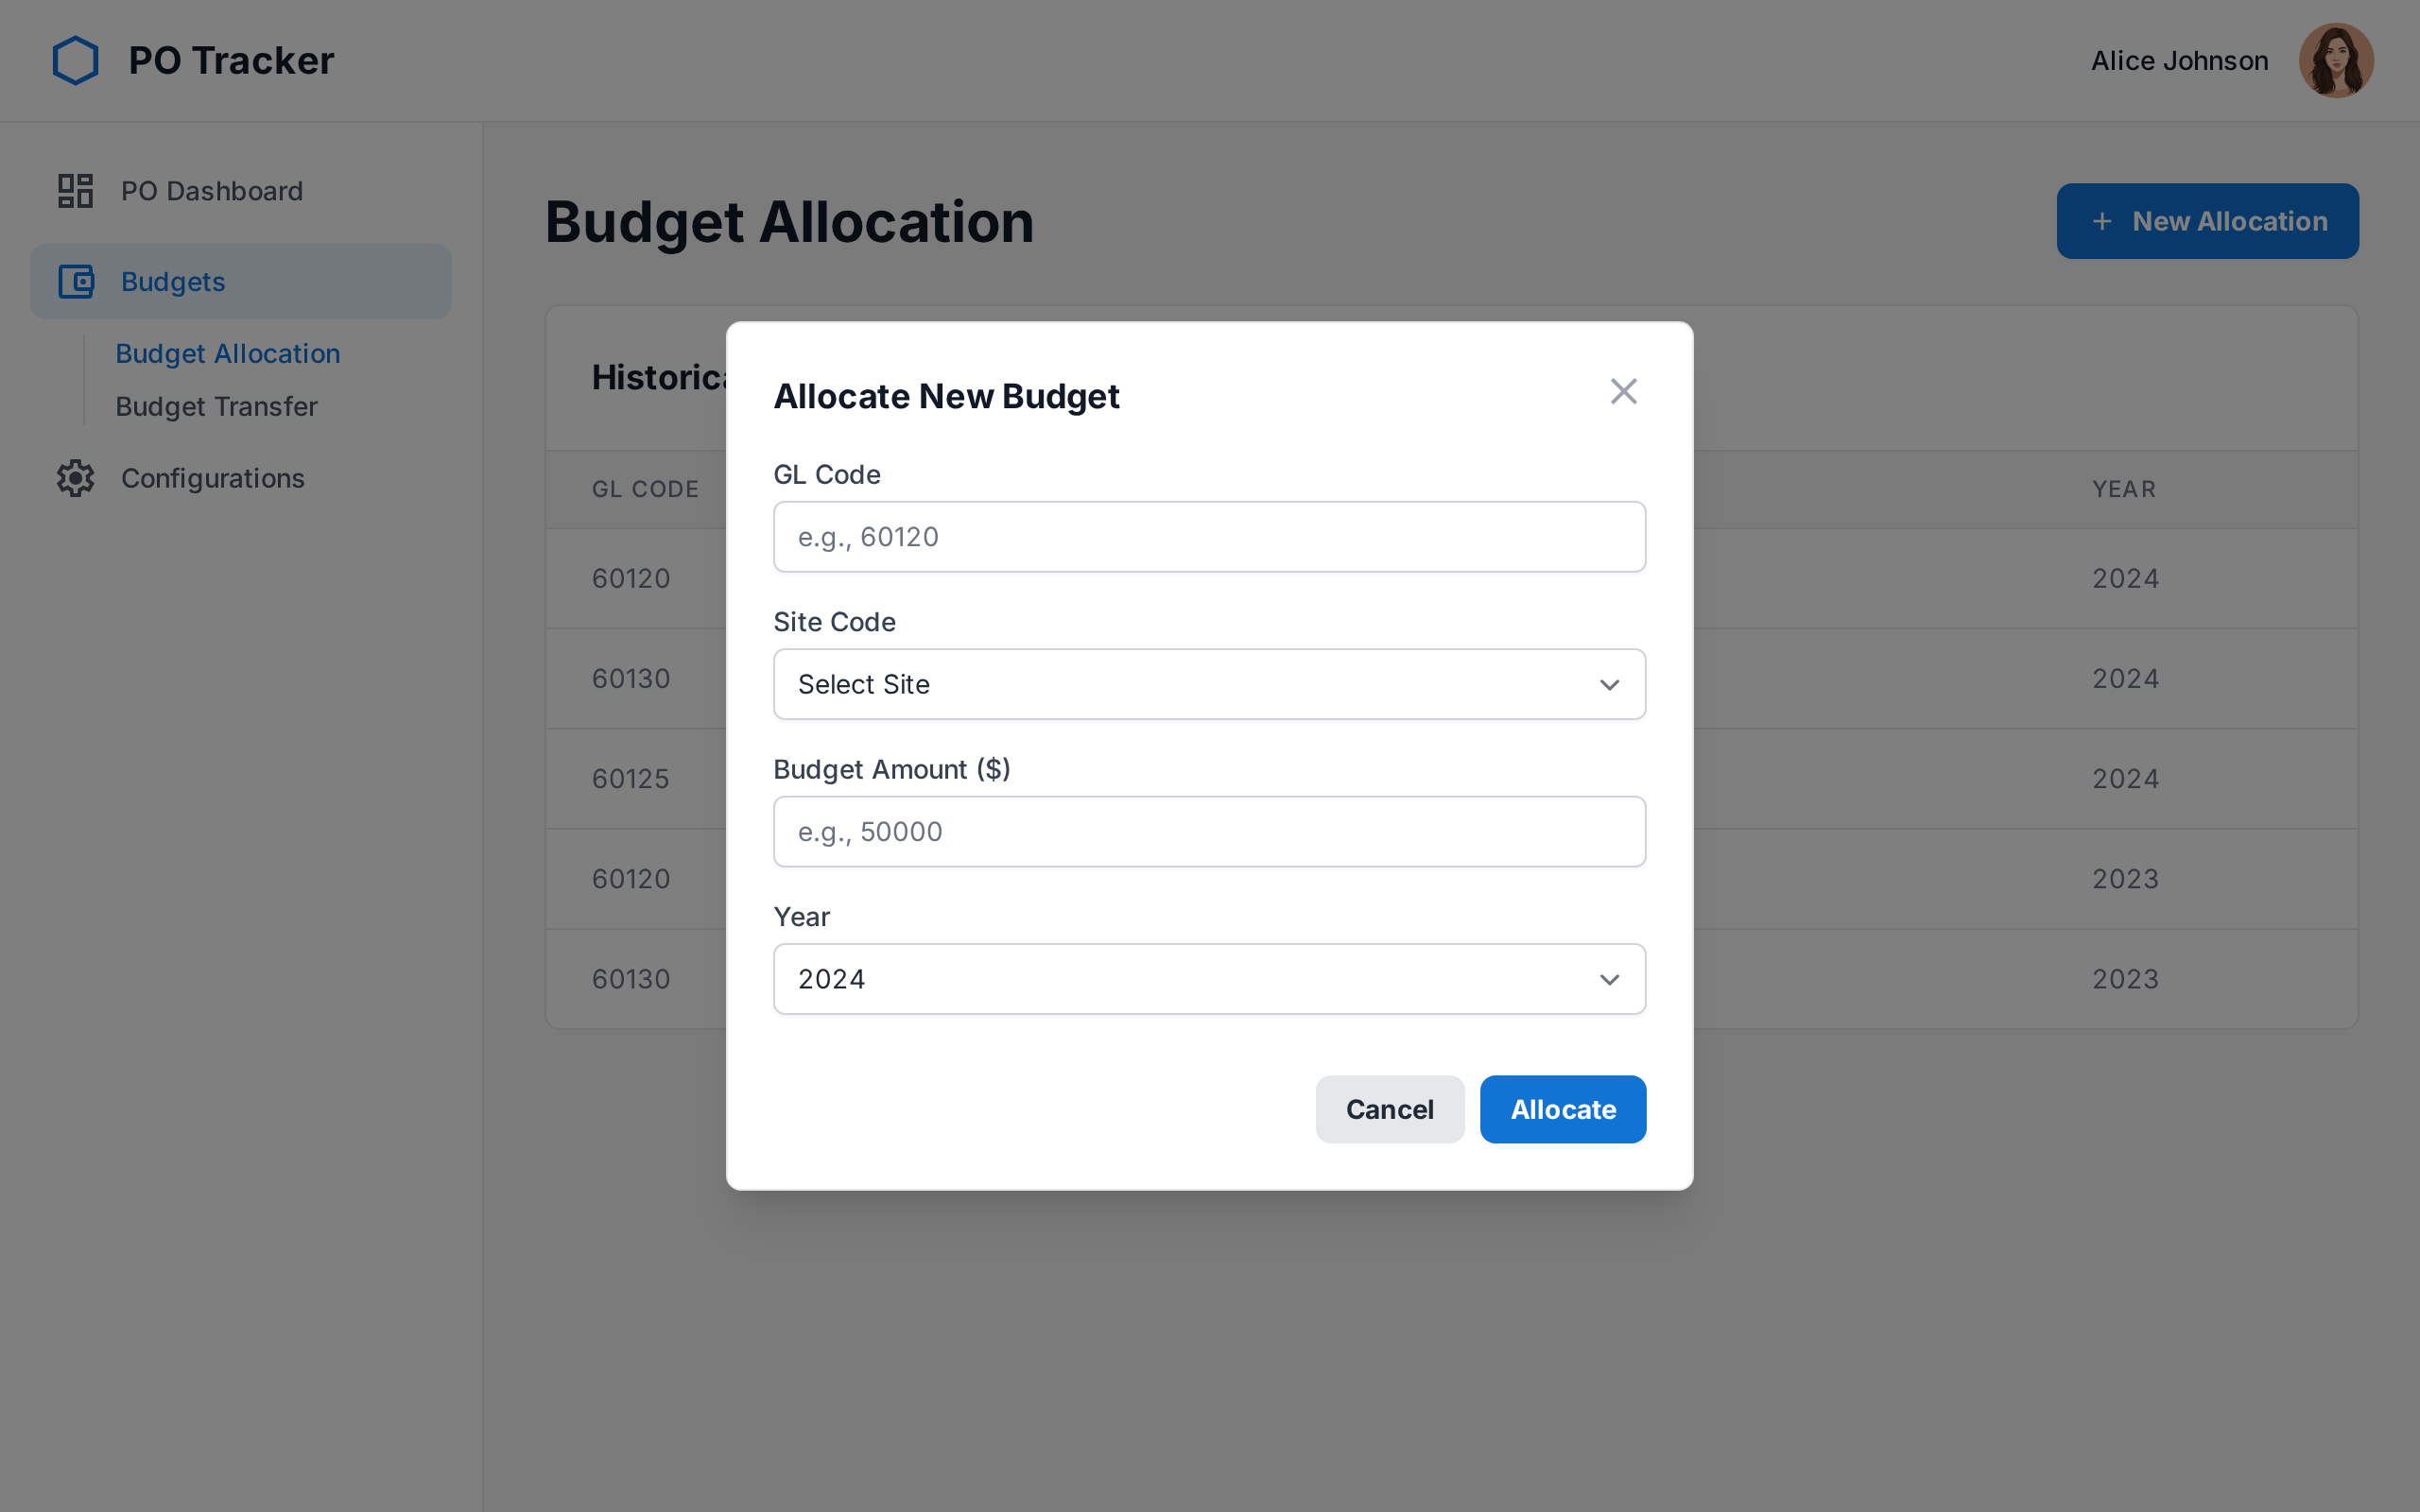 PO Tracker
Alice Johnson
PO Dashboard
Budgets
Budget Allocation
Budget Transfer
Configurations
Budget Allocation
+ New Allocation
GL CODE
YEAR
60120
2024
60130
2024
60125
2024
60120
2023
60130
2023
Allocate New Budget
GL Code
e.g., 60120
Site Code
Select Site
Budget Amount ($)
e.g., 50000
Year
2024
Cancel
Allocate